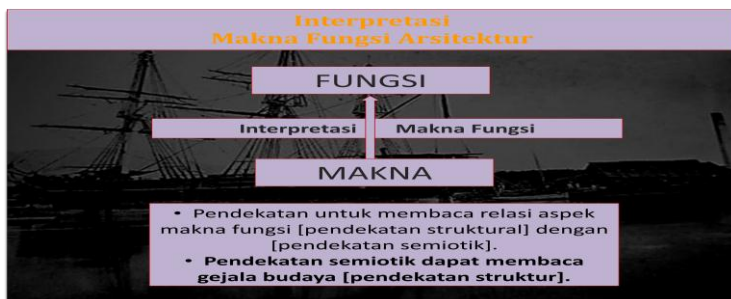 Interpretasi
Makna Fungsi Arsitektur
FUNGSI
Interpretasi
Makna Fungsi
MAKNA
• Pendekatan untuk membaca relasi aspek
makna fungsi [pendekatan struktural] dengan
[pendekatan semiotik].
• Pendekatan semiotik dapat membaca
gejala budaya [pendekatan struktur].